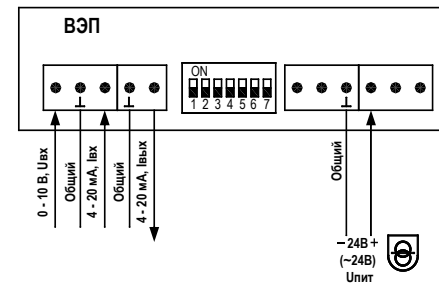 ВЭП
ON
1 2 3 4 5 6 7
0 - 10 В, Uвх
Общий
4 - 20 мА, Iвх
Общий
4 - 20 мА, Iвых
Общий
– 24В +
(~24В)
Uпит